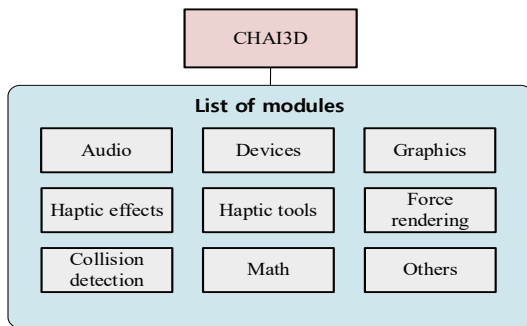 CHAI3D
List of modules
Audio
Devices
Graphics
Haptic effects
Haptic tools
Force
rendering
Collision
detection
Math
Others